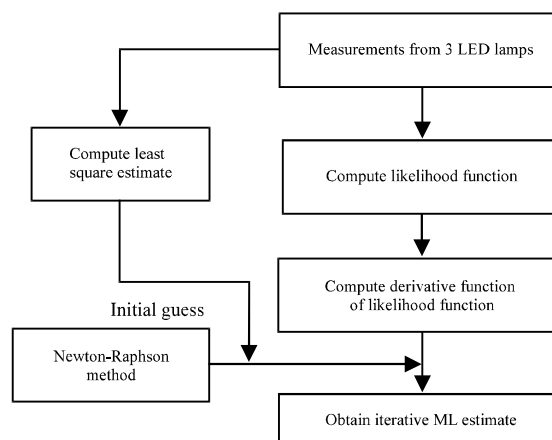 Measurements from 3 LED lamps
Compute least
square estimate
Compute likelihood function
Compute derivative function
of likelihood function
Initial guess
Newton-Raphson
method
Obtain iterative ML estimate